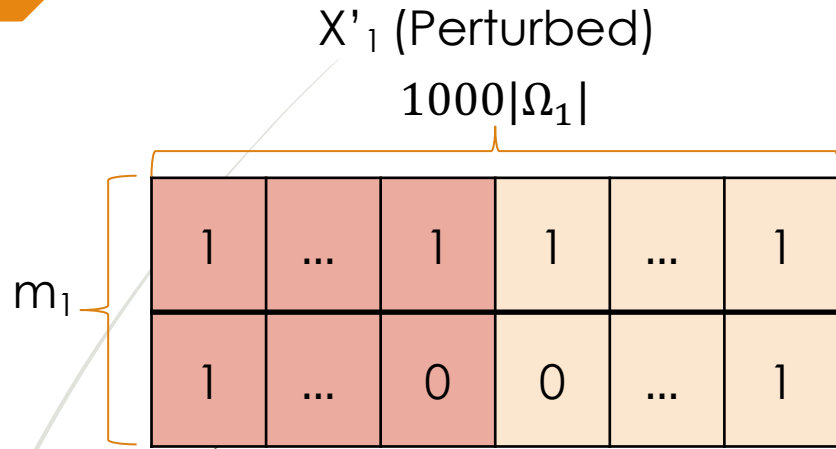 X’₁ (Perturbed)
1000|Ω₁|
1 ... 1 1 ... 1
m₁
1 ... 0 0 ... 1